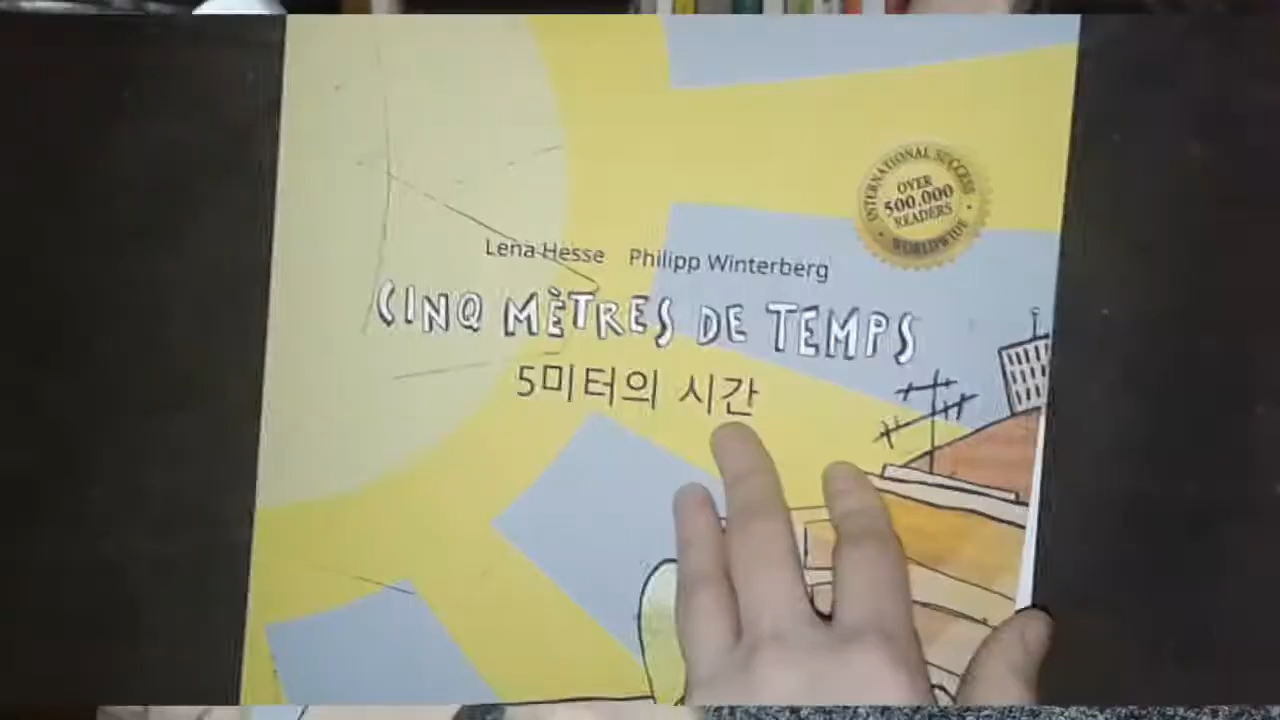 Lena Hesse Philipp Winterberg
CINQ MÈTRES DE TEMPS
5미터의 시간
INTERNATIONAL SUCCESS
OVER
500.000
READERS
• WORLDWIDE •